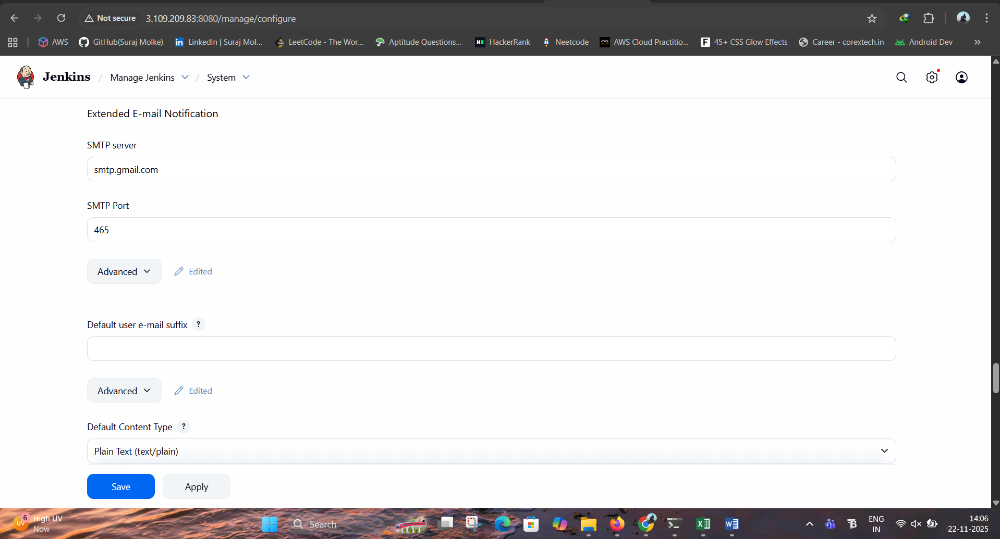 Not secure 3.109.209.83:8080/manage/configure
AWS GitHub(Suraj Molke) LinkedIn | Suraj Mol... LeetCode - The Wor... Aptitude Questions... HackerRank Neetcode AWS Cloud Practitio... 45+ CSS Glow Effects Career - corextech.in Android Dev »
Jenkins / Manage Jenkins / System
Extended E-mail Notification
SMTP server
smtp.gmail.com
SMTP Port
465
Advanced Edited
Default user e-mail suffix ?
Advanced Edited
Default Content Type ?
Plain Text (text/plain)
Save Apply
6 High UV
UV Now
Search
ENG
IN
14:06
22-11-2025